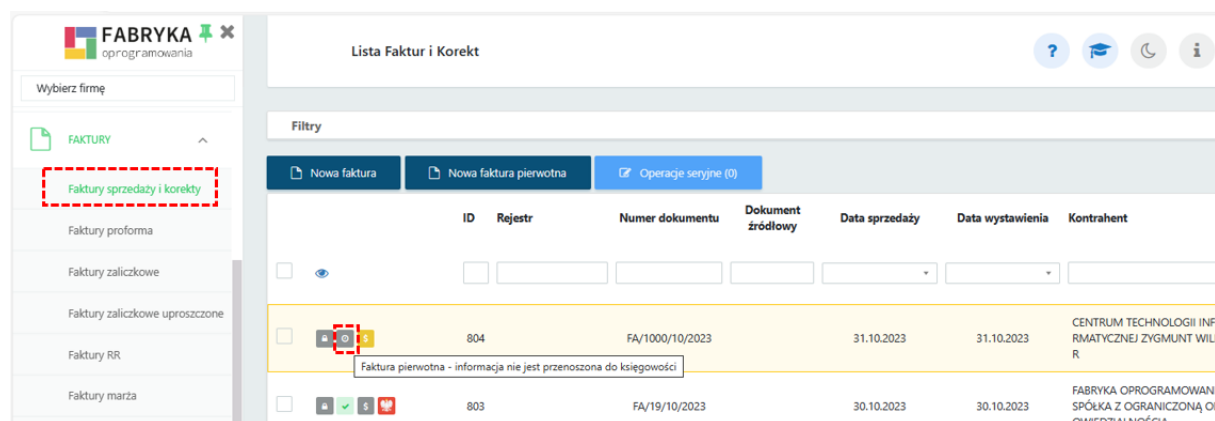 FABRYKA
oprogramowania
Wybierz firmę
FAKTURY
Faktury sprzedaży i korekty
Faktury proforma
Faktury zaliczkowe
Faktury zaliczkowe uproszczone
Faktury RR
Faktury marża
Lista Faktur i Korekt
? i
Filtry
Nowa faktura Nowa faktura pierwotna Operacje seryjne (0)
ID Rejestr Numer dokumentu Dokument źródłowy Data sprzedaży Data wystawienia Kontrahent
804 FA/1000/10/2023 31.10.2023 31.10.2023 CENTRUM TECHNOLOGII INF
RMATYCZNEJ ZYGMUNT WIL
R
$
Faktura pierwotna - informacja nie jest przenoszona do księgowości
803 FA/19/10/2023 30.10.2023 30.10.2023 FABRYKA OPROGRAMOWAN
SPÓŁKA Z OGRANICZONĄ O
$